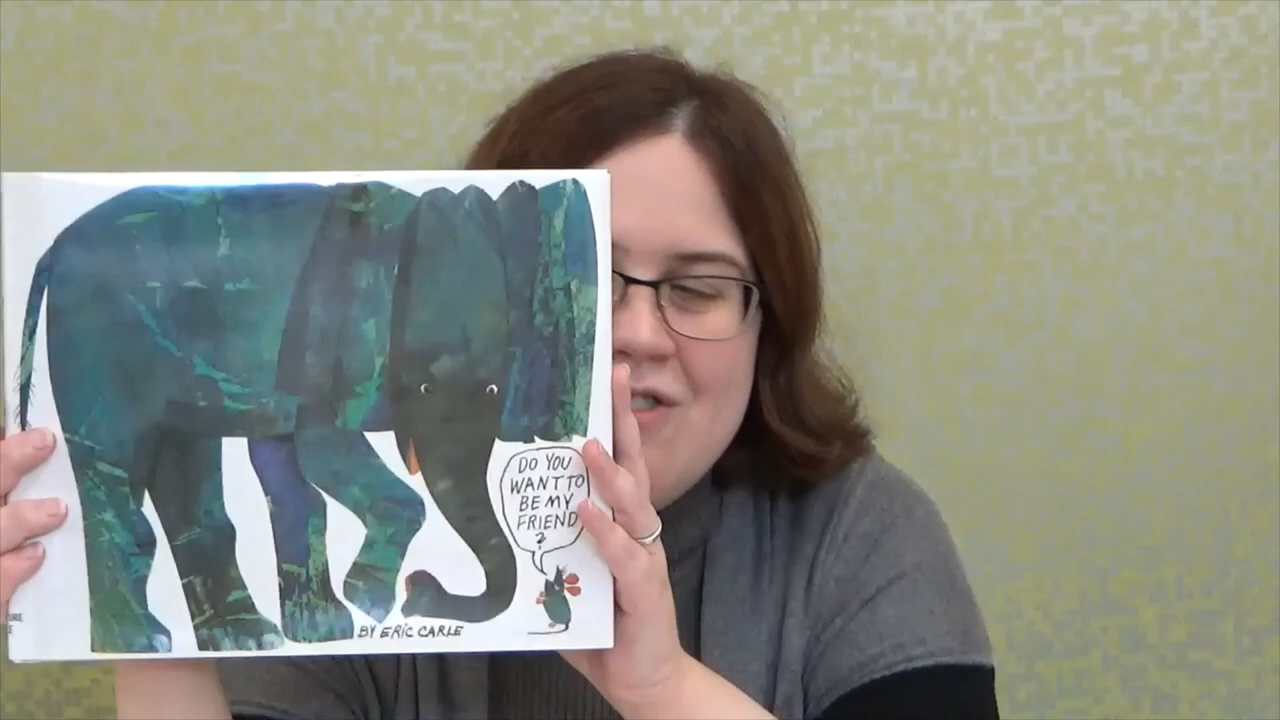 DO YOU
WANT TO
BE MY
FRIEND
?
BY ERIC CARLE